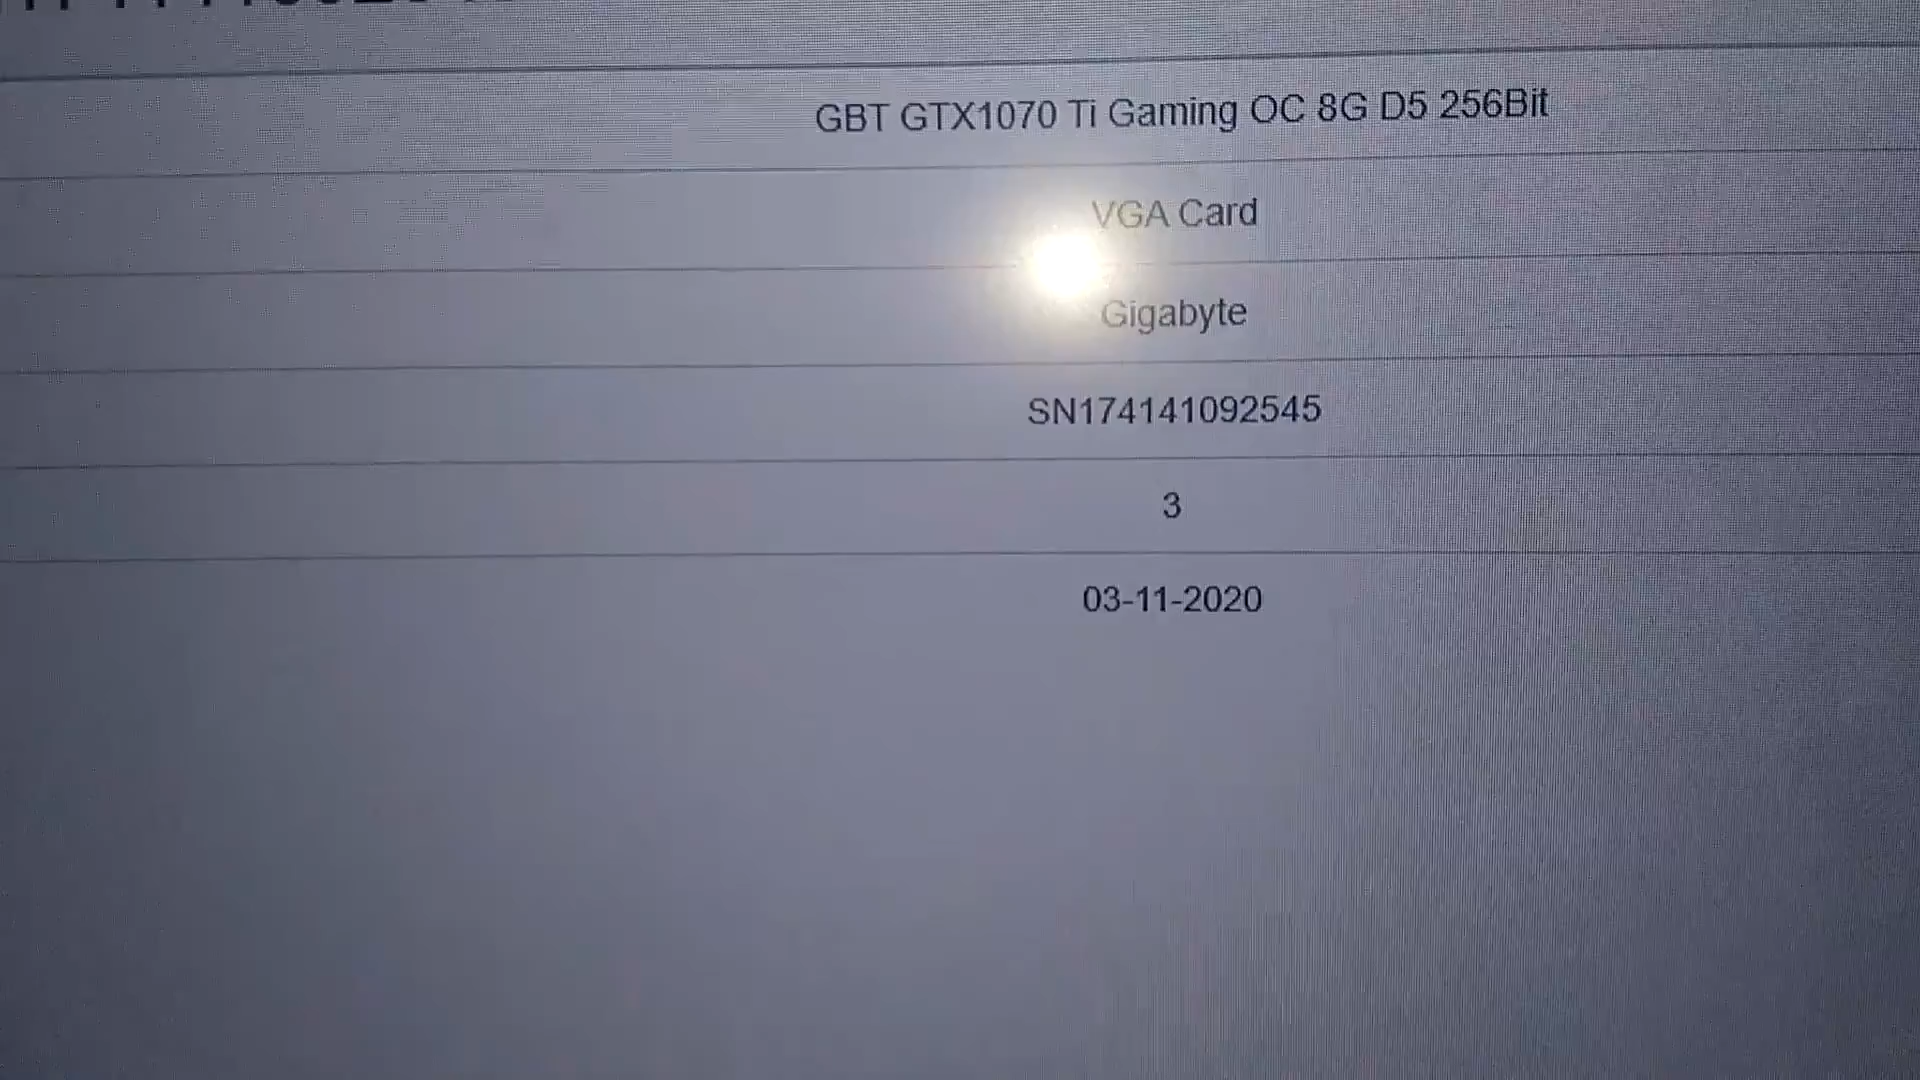 GBT GTX1070 Ti Gaming OC 8G D5 256Bit
VGA Card
Gigabyte
SN174141092545
3
03-11-2020